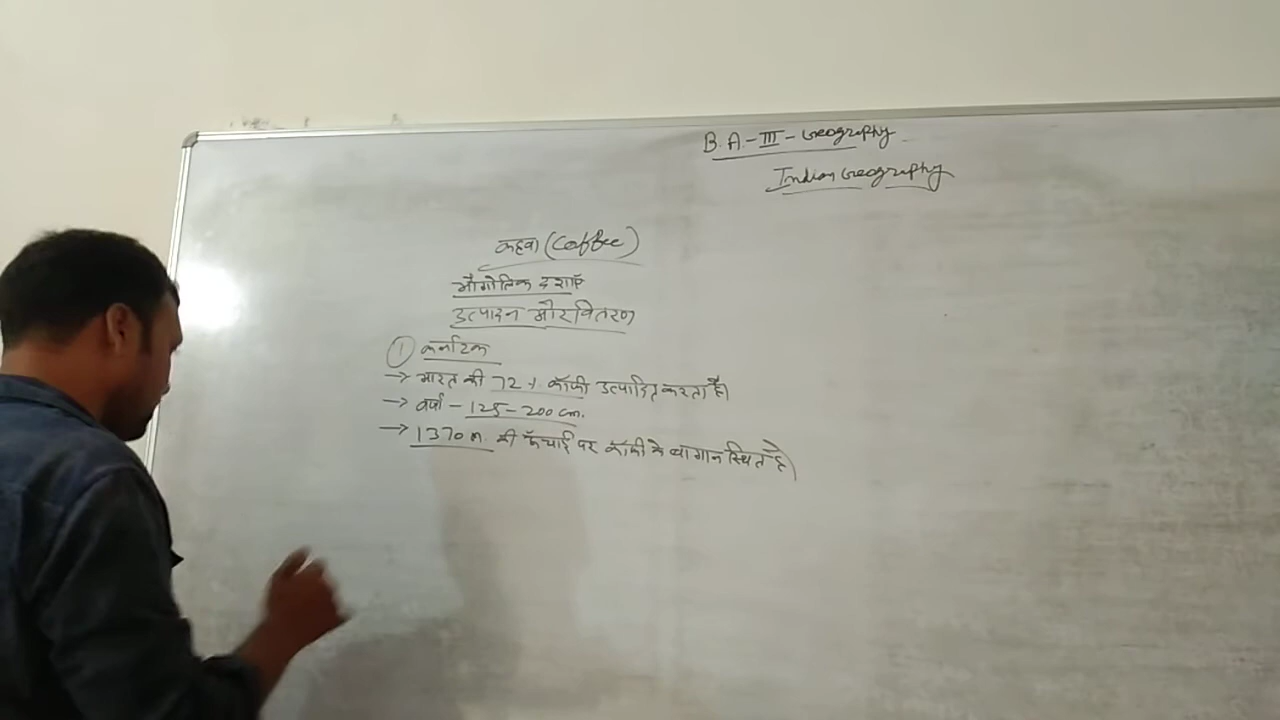 B.A.-III- Geography
Indian Geography
कहवा (Coffee)
भौगोलिक दशाएँ
उत्पादन और वितरण
① कर्नाटक
→ भारत की 72% कॉफी उत्पादित करता है।
→ वर्षा - 125-200 cm.
→ 1370 m. की ऊँचाई पर कॉफी के बागान स्थित है।